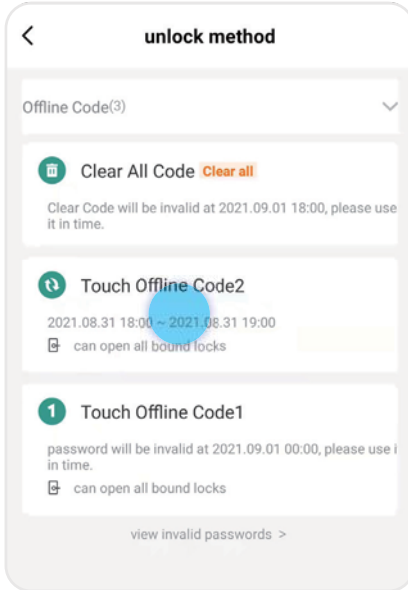 unlock method
Offline Code(3)
Clear All Code Clear all
Clear Code will be invalid at 2021.09.01 18:00, please use
it in time.
Touch Offline Code2
2021.08.31 18:00 ~ 2021.08.31 19:00
can open all bound locks
1 Touch Offline Code1
password will be invalid at 2021.09.01 00:00, please use i
in time.
can open all bound locks
view invalid passwords >